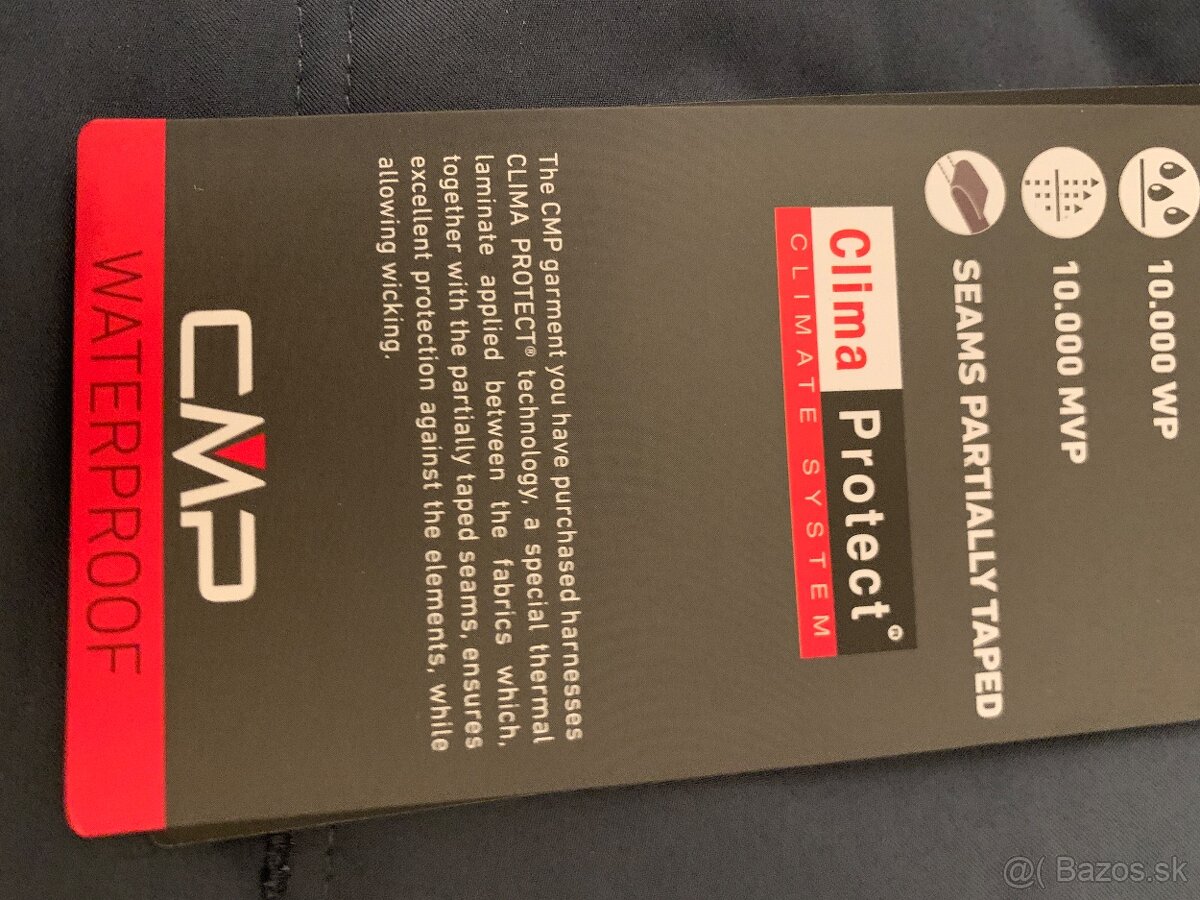 10.000 WP
10.000 MVP
SEAMS PARTIALLY TAPED
Clima Protect®
CLIMATE SYSTEM
The CMP garment you have purchased harnesses
CLIMA PROTECT® technology, a special thermal
laminate applied between the fabrics which,
together with the partially taped seams, ensures
excellent protection against the elements, while
allowing wicking.
CMP
WATERPROOF
@( Bazos.sk